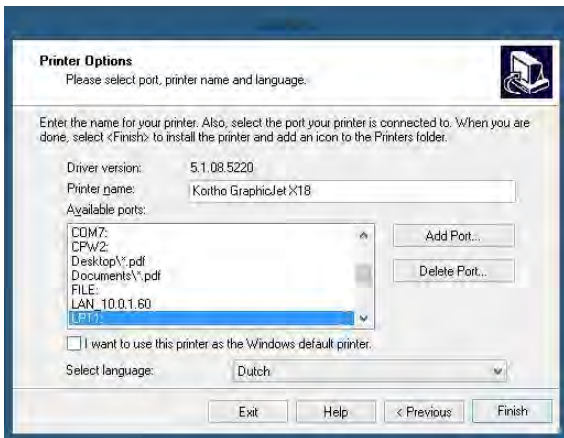 Printer Options
Please select port, printer name and language.
Enter the name for your printer. Also, select the port your printer is connected to. When you are
done, select <Finish> to install the printer and add an icon to the Printers folder.
Driver version: 5.1.08.5220
Printer name: Kortho GraphicJet X18
Available ports:
COM7:
CPW2:
Desktop\*.pdf
Documents\*.pdf
FILE:
LAN_10.0.1.60
LPT1:
Add Port...
Delete Port...
I want to use this printer as the Windows default printer.
Select language: Dutch
Exit Help < Previous Finish